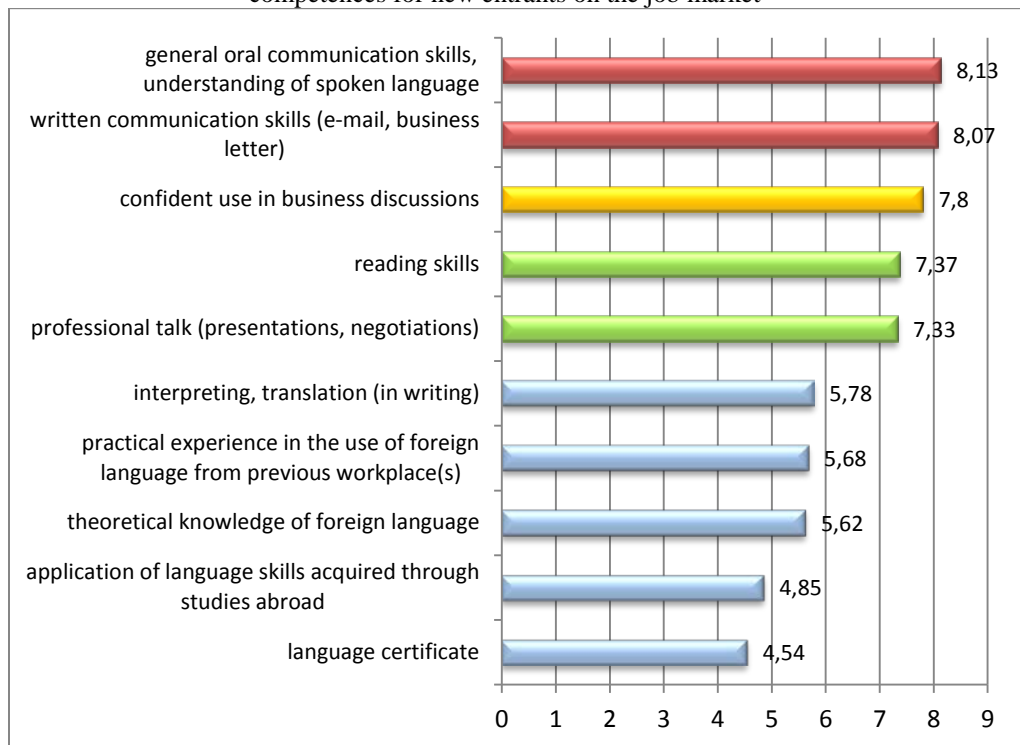 competences for new entrants on the job market
general oral communication skills,
understanding of spoken language
8,13
written communication skills (e-mail, business
letter)
8,07
confident use in business discussions
7,8
reading skills
7,37
professional talk (presentations, negotiations)
7,33
interpreting, translation (in writing)
5,78
practical experience in the use of foreign
language from previous workplace(s)
5,68
theoretical knowledge of foreign language
5,62
application of language skills acquired through
studies abroad
4,85
language certificate
4,54
0 1 2 3 4 5 6 7 8 9